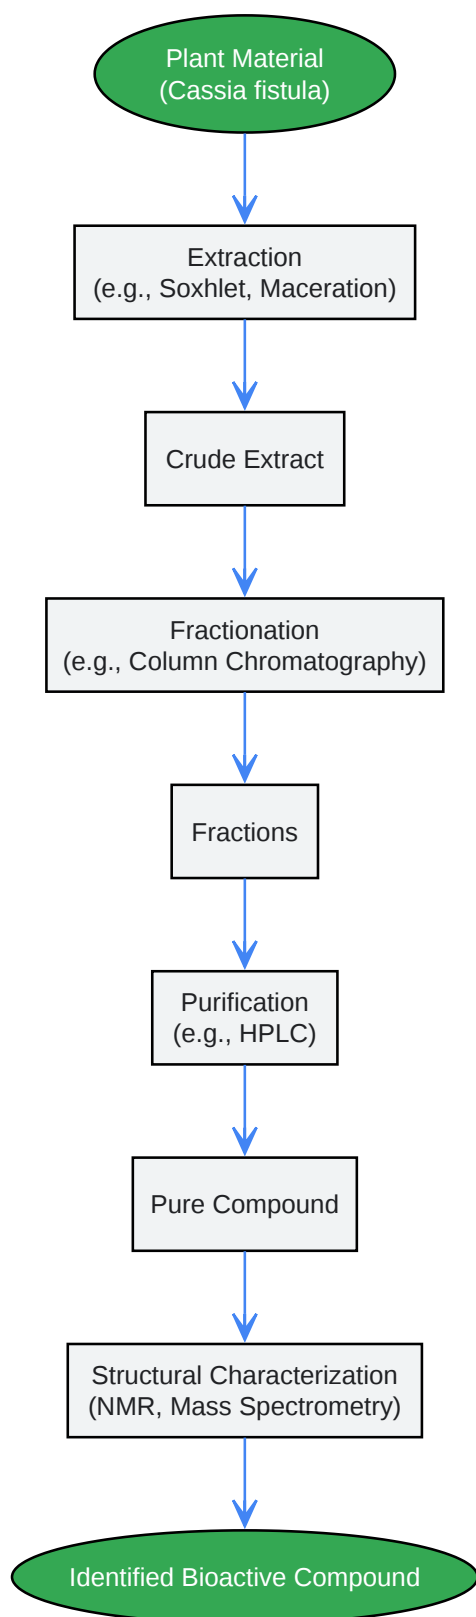 Plant Material
(Cassia fistula)
Extraction
(e.g., Soxhlet, Maceration)
Crude Extract
Fractionation
(e.g., Column Chromatography)
Fractions
Purification
(e.g., HPLC)
Pure Compound
Structural Characterization
(NMR, Mass Spectrometry)
Identified Bioactive Compound